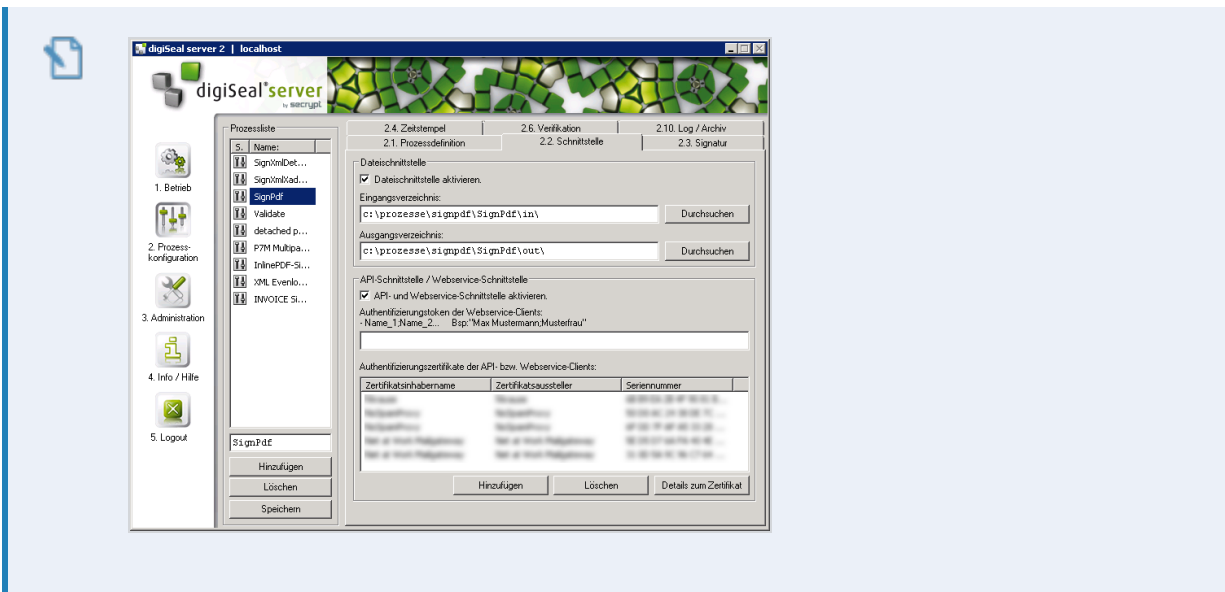 digiSeal server 2 | localhost
digiSeal®server
by secrypt
1. Betrieb
2. Prozess-
konfiguration
3. Administration
4. Info / Hilfe
5. Logout
Prozessliste
S. Name:
SignXmlDet...
SignXmlXad...
SignPdf
Validate
detached p...
P7M Multipa...
InlinePDF-Si...
XML Evenlo...
INVOICE Si...
SignPdf
Hinzufügen
Löschen
Speichern
2.4. Zeitstempel 2.6. Verifikation 2.10. Log / Archiv
2.1. Prozessdefinition 2.2. Schnittstelle 2.3. Signatur
Dateischnittstelle
Dateischnittstelle aktivieren.
Eingangsverzeichnis:
c:\prozesse\signpdf\SignPdf\in\ Durchsuchen
Ausgangsverzeichnis:
c:\prozesse\signpdf\SignPdf\out\ Durchsuchen
API-Schnittstelle / Webservice-Schnittstelle
API- und Webservice-Schnittstelle aktivieren.
Authentifizierungstoken der Webservice-Clients:
- Name_1;Name_2... Bsp:"Max Mustermann;Musterfrau"
Authentifizierungszertifikate der API- bzw. Webservice-Clients:
Zertifikatsinhabername Zertifikatsaussteller Seriennummer
Hinzufügen Löschen Details zum Zertifikat